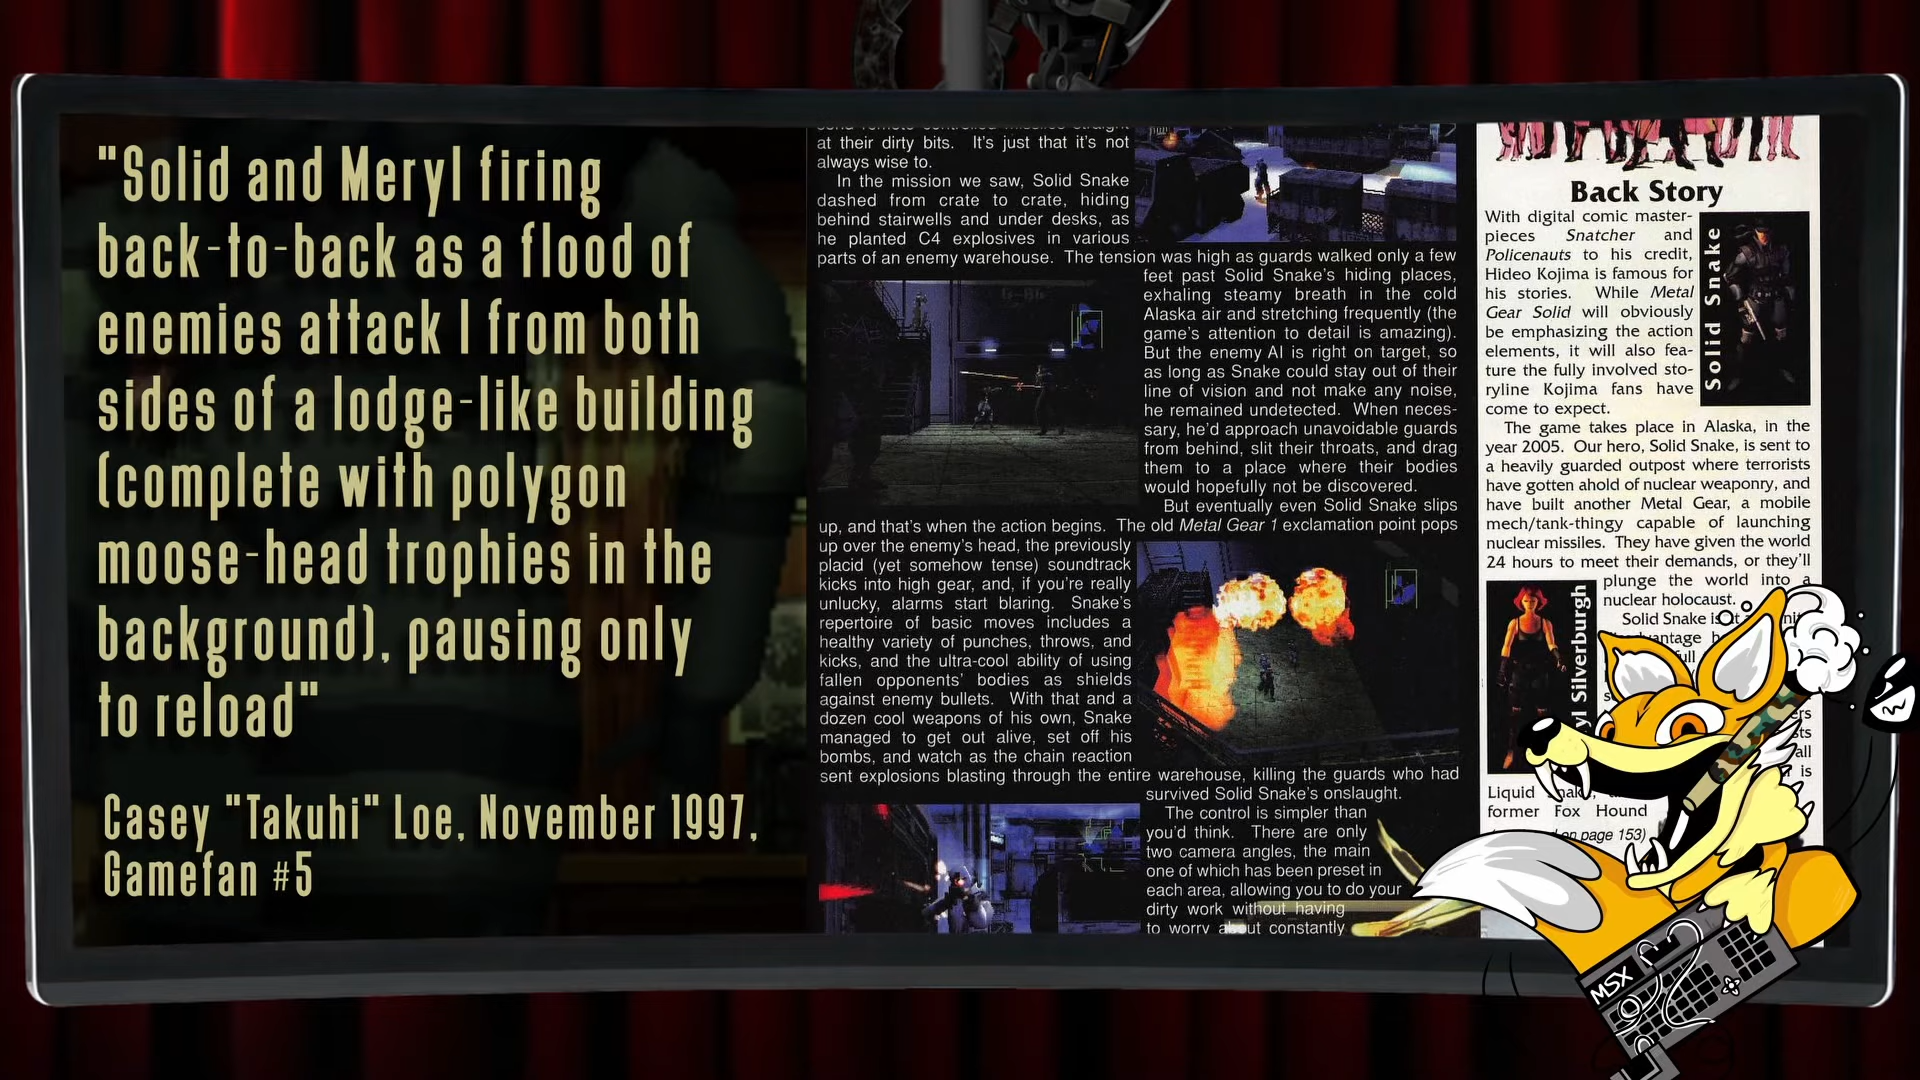 "Solid and Meryl firing
back-to-back as a flood of
enemies attack I from both
sides of a lodge-like building
(complete with polygon
moose-head trophies in the
background), pausing only
to reload"
Casey "Takuhi" Loe, November 1997,
Gamefan #5
at their dirty bits. It's just that it's not
always wise to.
In the mission we saw, Solid Snake
dashed from crate to crate, hiding
behind stairwells and under desks, as
he planted C4 explosives in various
parts of an enemy warehouse. The tension was high as guards walked only a few
feet past Solid Snake's hiding places,
exhaling steamy breath in the cold
Alaska air and stretching frequently (the
game's attention to detail is amazing).
But the enemy AI is right on target, so
as long as Snake could stay out of their
line of vision and not make any noise,
he remained undetected. When neces-
sary, he'd approach unavoidable guards
from behind, slit their throats, and drag
them to a place where their bodies
would hopefully not be discovered.
But eventually even Solid Snake slips
up, and that's when the action begins. The old Metal Gear 1 exclamation point pops
up over the enemy's head, the previously
placid (yet somehow tense) soundtrack
kicks into high gear, and, if you're really
unlucky, alarms start blaring. Snake's
repertoire of basic moves includes a
healthy variety of punches, throws, and
kicks, and the ultra-cool ability of using
fallen opponents' bodies as shields
against enemy bullets. With that and a
dozen cool weapons of his own, Snake
managed to get out alive, set off his
bombs, and watch as the chain reaction
sent explosions blasting through the entire warehouse, killing the guards who had
survived Solid Snake's onslaught.
The control is simpler than
you'd think. There are only
two camera angles, the main
one of which has been preset in
each area, allowing you to do your
dirty work without having
to worry about constantly
Back Story
With digital comic master-
pieces Snatcher and
Policenauts to his credit,
Hideo Kojima is famous for
his stories. While Metal
Gear Solid will obviously
be emphasizing the action
elements, it will also fea-
ture the fully involved sto-
ryline Kojima fans have
come to expect.
Solid Snake
The game takes place in Alaska, in the
year 2005. Our hero, Solid Snake, is sent to
a heavily guarded outpost where terrorists
have gotten ahold of nuclear weaponry, and
have built another Metal Gear, a mobile
mech/tank-thingy capable of launching
nuclear missiles. They have given the world
24 hours to meet their demands, or they'll
plunge the world into a
nuclear holocaust.
Solid Snake is
Silverburgh
Liquid Snake,
former Fox Hound
on page 153)
MSX